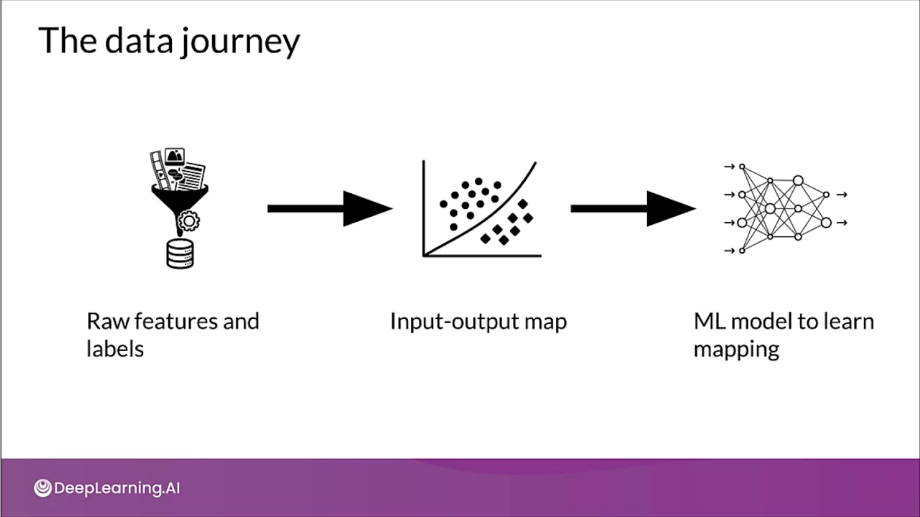 The data journey
Raw features and
labels
Input-output map
ML model to learn
mapping
DeepLearning.AI